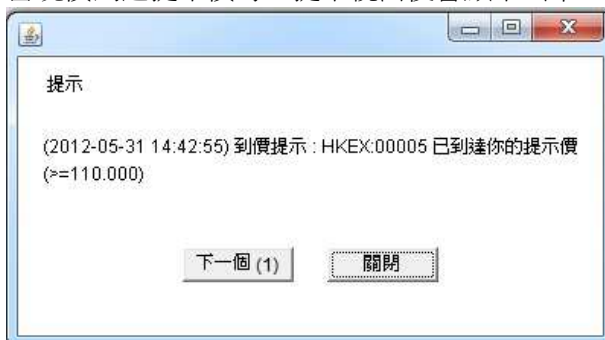 提示
(2012-05-31 14:42:55) 到價提示 : HKEX:00005 已到達你的提示價
(>=110.000)
下一個 (1)
關閉